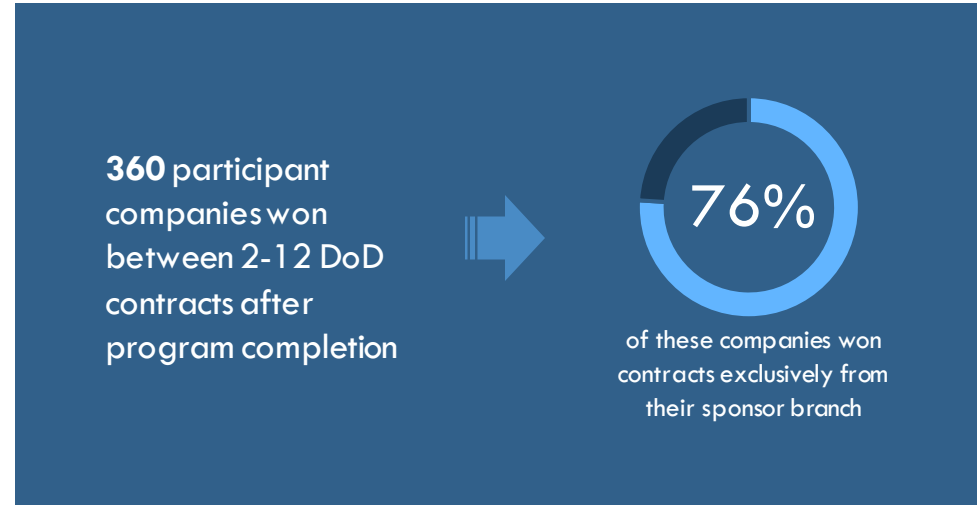 360 participant
companies won
between 2-12 DoD
contracts after
program completion
76%
of these companies won
contracts exclusively from
their sponsor branch